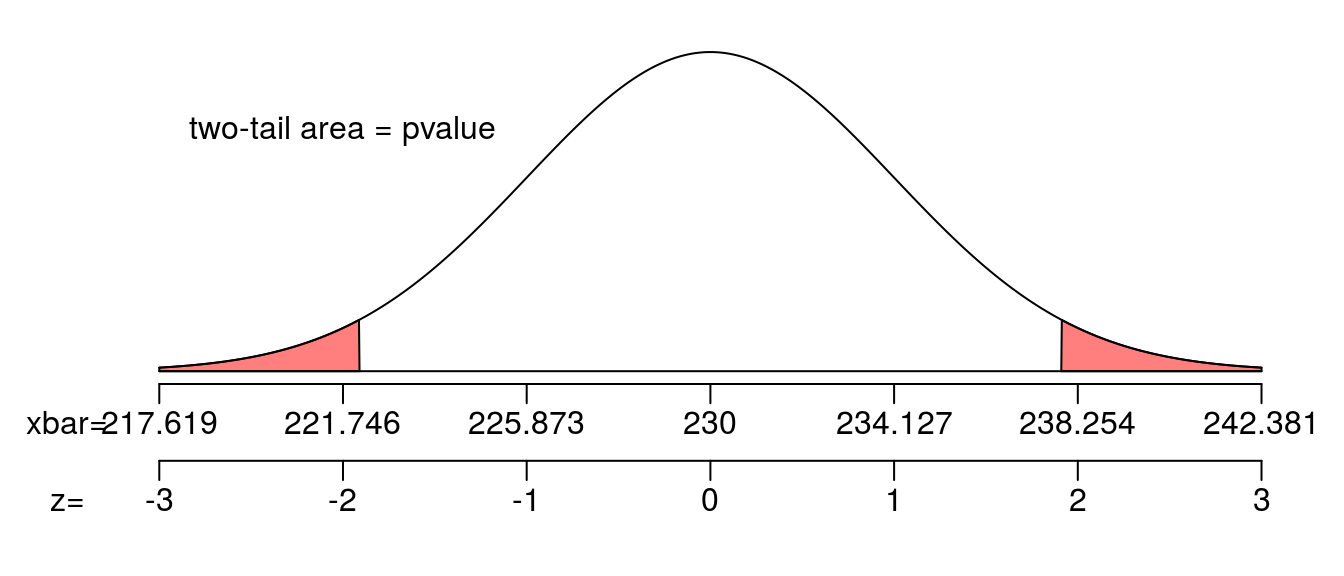 two-tail area = pvalue
xbar= 217.619 221.746 225.873 230 234.127 238.254 242.381
z= -3 -2 -1 0 1 2 3